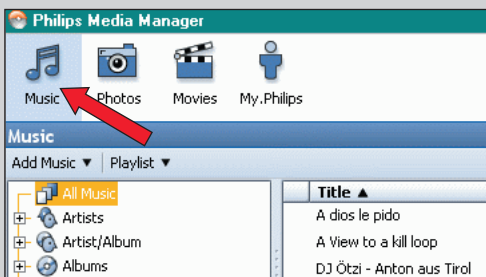 Philips Media Manager
Music Photos Movies My.Philips
Music
Add Music ▼ | Playlist ▼
All Music
Title ▲
Artists
A dios le pido
Artist/Album
A View to a kill loop
Albums
DJ Ötzi - Anton aus Tirol